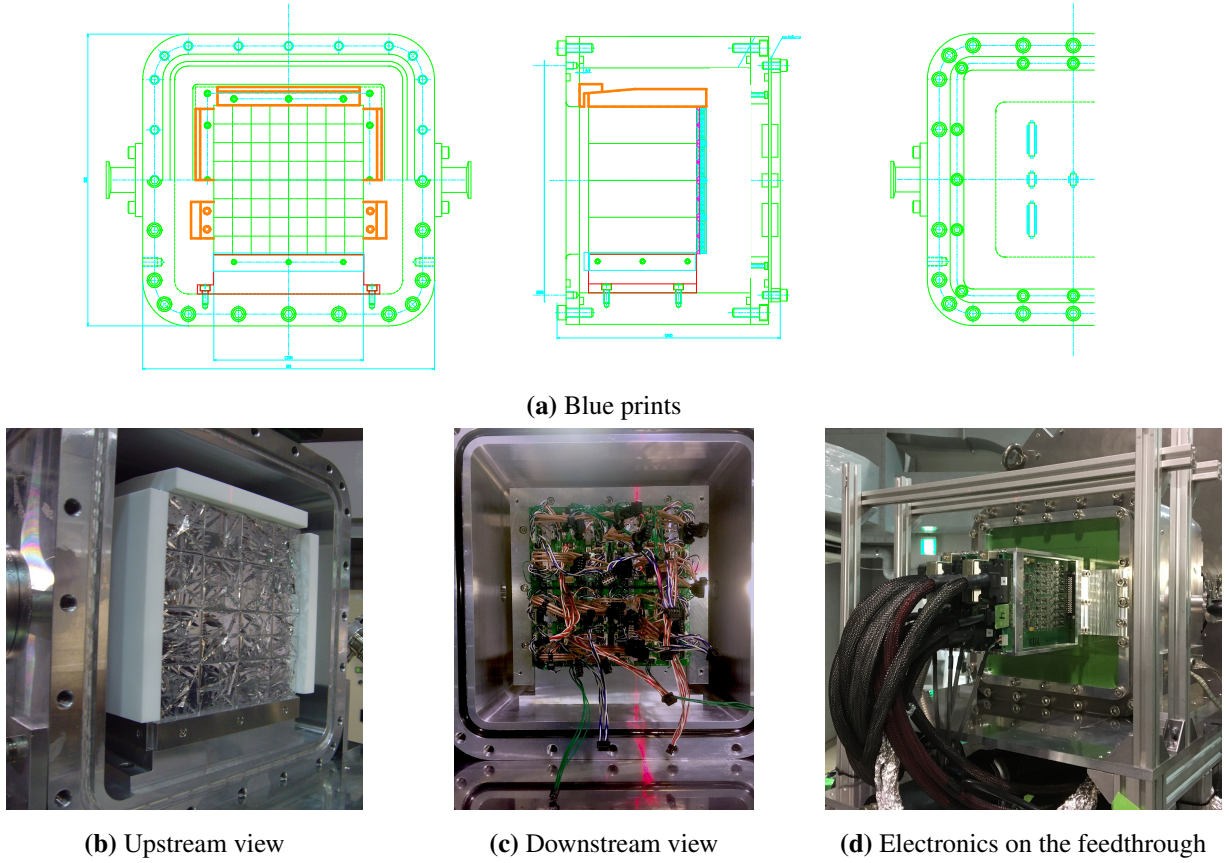 (a) Blue prints
(b) Upstream view
(c) Downstream view
(d) Electronics on the feedthrough